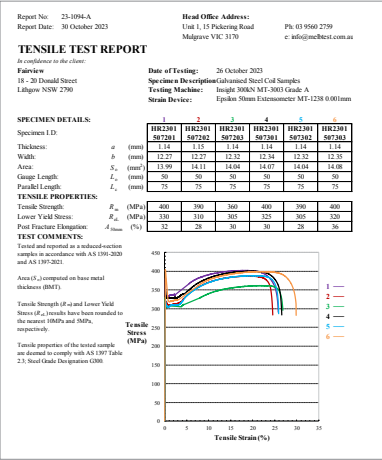 Report No: 23-1094-A
Report Date: 30 October 2023
Head Office Address:
Unit 1, 15 Pickering Road
Mulgrave VIC 3170
Ph: 03 9560 2759
e: info@melbtest.com.au
TENSILE TEST REPORT
In confidence to the client:
Fairview
18 - 20 Donald Street
Lithgow NSW 2790
Date of Testing: 26 October 2023
Specimen Description Galvanised Steel Coil Samples
Testing Machine: Insight 300kN MT-3003 Grade A
Strain Device: Epsilon 50mm Extensometer MT-1238 0.001mm
SPECIMEN DETAILS: 1 2 3 4 5 6
Specimen I.D: HR2301 507201 HR2301 507202 HR2301 507203 HR2301 507301 HR2301 507302 HR2301 507303
Thickness: a (mm) 1.14 1.15 1.14 1.14 1.14 1.14
Width: b (mm) 12.27 12.27 12.32 12.34 12.32 12.35
Area: So (mm²) 13.99 14.11 14.04 14.07 14.04 14.08
Gauge Length: Lo (mm) 50 50 50 50 50 50
Parallel Length: Lc (mm) 75 75 75 75 75 75
TENSILE PROPERTIES:
Tensile Strength: Rm (MPa) 400 390 360 400 390 400
Lower Yield Stress: ReL (MPa) 330 310 305 325 305 320
Post Fracture Elongation: A50mm (%) 32 28 30 30 28 36
TEST COMMENTS:
Tested and reported as a reduced-section
samples in accordance with AS 1391-2020
and AS 1397-2021.
Area (So) computed on base metal
thickness (BMT).
Tensile Strength (Rm) and Lower Yield
Stress (ReL) results have been rounded to
the nearest 10MPa and 5MPa,
respectively.
Tensile properties of the tested sample
are deemed to comply with AS 1397 Table
2.3; Steel Grade Designation G300.
Tensile
Stress
(MPa)
450
400
350
300
250
200
150
100
50
0
0 5 10 15 20 25 30 35
Tensile Strain (%)
1
2
3
4
5
6